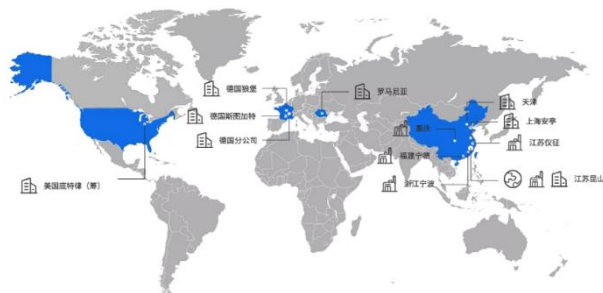 德国狼堡
罗马尼亚
德国斯图加特
德国分公司
美国底特律（筹）
天津
上海安亭
重庆
江苏仪征
福建宁德
浙江宁波
江苏昆山